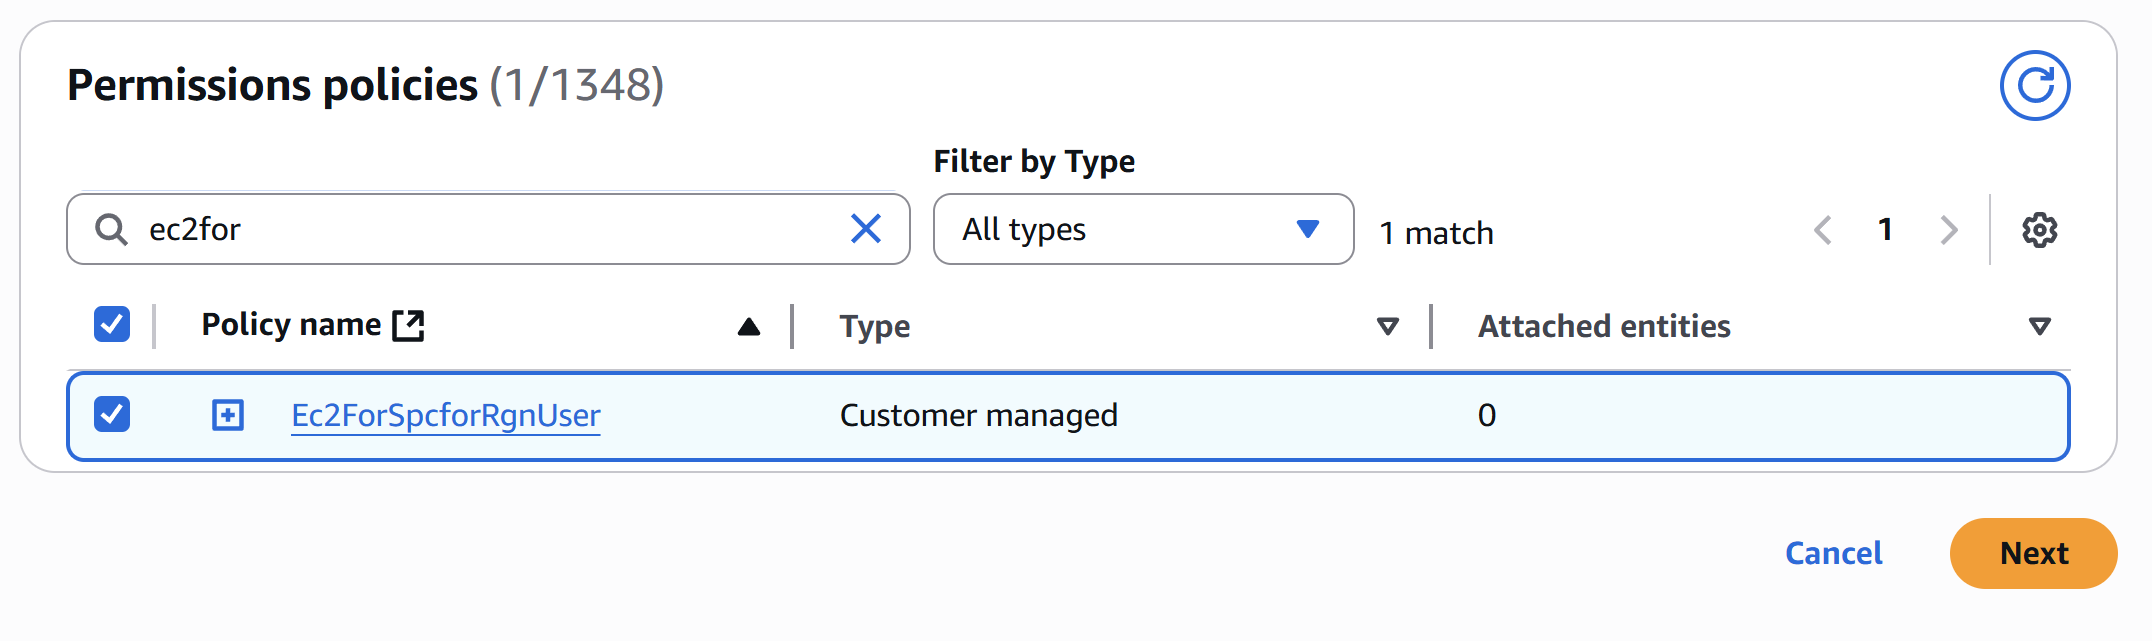 Permissions policies (1/1348)
Filter by Type
ec2for
All types
1 match
1
Policy name
Type
Attached entities
Ec2ForSpcforRgnUser
Customer managed
0
Cancel
Next